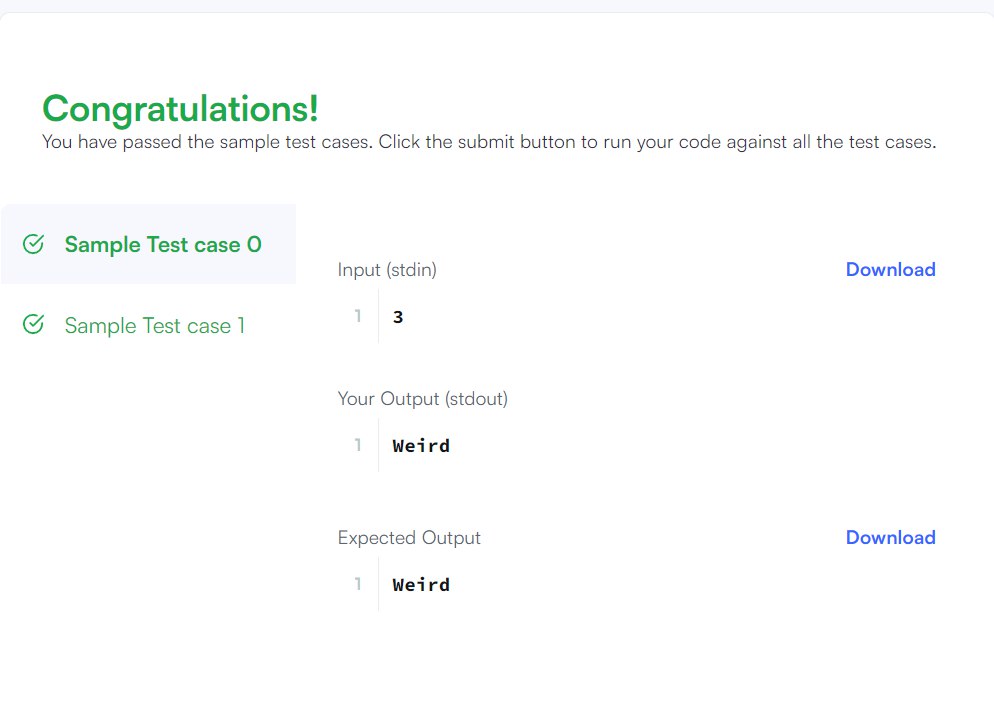 Congratulations!
You have passed the sample test cases. Click the submit button to run your code against all the test cases.
Sample Test case 0
Sample Test case 1
Input (stdin)
Download
1 3
Your Output (stdout)
1 Weird
Expected Output
Download
1 Weird